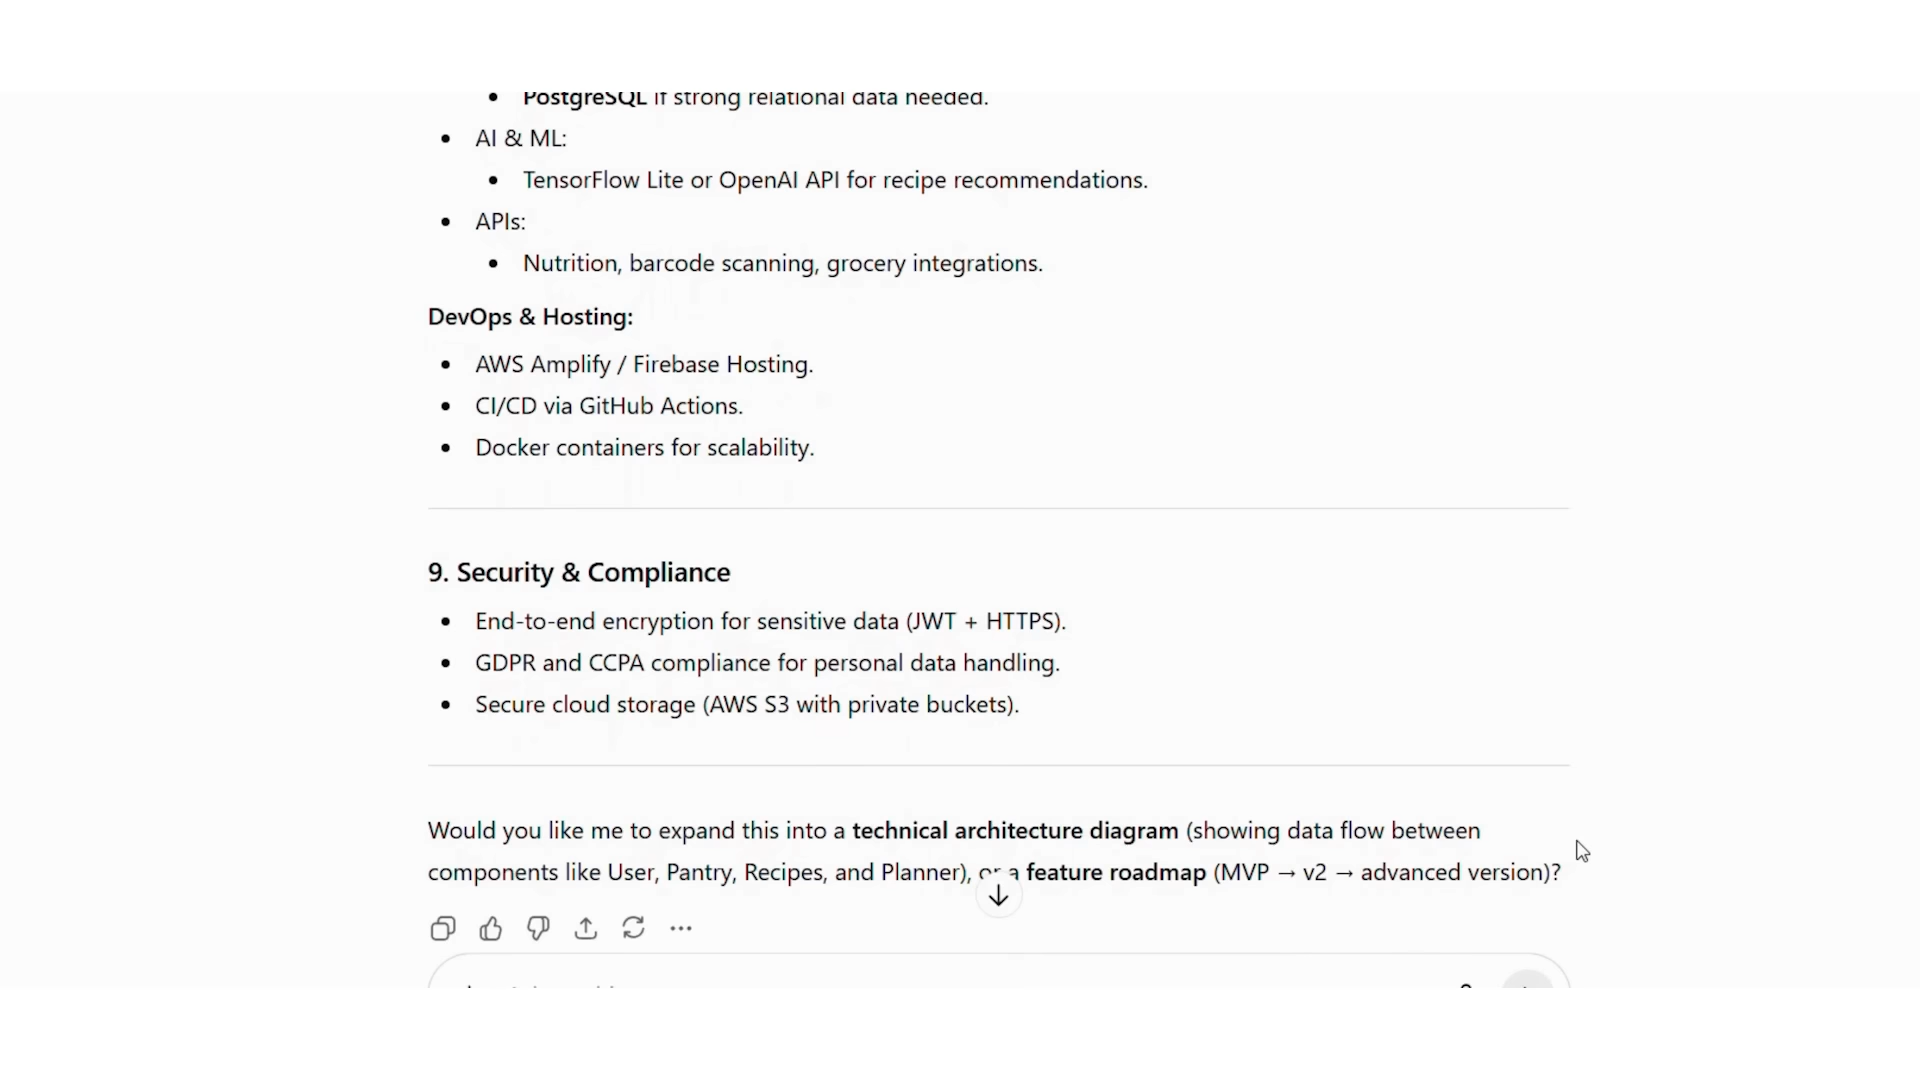 PostgreSQL if strong relational data needed.
AI & ML:
TensorFlow Lite or OpenAI API for recipe recommendations.
APIs:
Nutrition, barcode scanning, grocery integrations.
DevOps & Hosting:
AWS Amplify / Firebase Hosting.
CI/CD via GitHub Actions.
Docker containers for scalability.
9. Security & Compliance
End-to-end encryption for sensitive data (JWT + HTTPS).
GDPR and CCPA compliance for personal data handling.
Secure cloud storage (AWS S3 with private buckets).
Would you like me to expand this into a technical architecture diagram (showing data flow between
components like User, Pantry, Recipes, and Planner), or a feature roadmap (MVP → v2 → advanced version)?